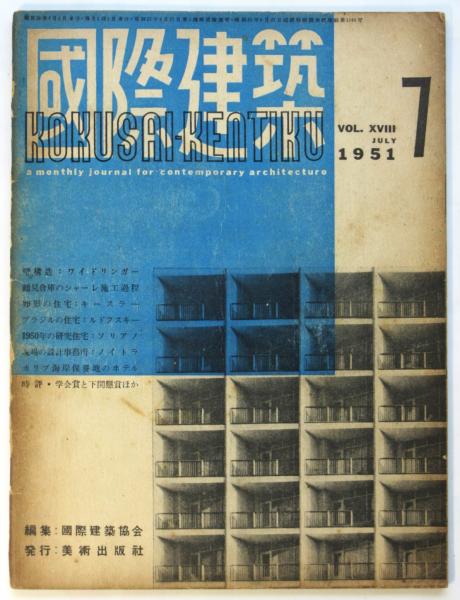 國際建築
KOKUSAI-KENTIKU
a monthly journal for contemporary architecture
VOL. XVIII
JULY
1951
7
壁構造：ワイドリンガー
鶴見倉庫のシャーレ施工過程
無限の住宅：キースラー
ブラジルの住宅：ルドフスキー
1950年の研究住宅：ソリアノ
丘場の設計事務所：ノイトラ
カリブ海岸保養地のホテル
時評・学会賞と下関懸賞ほか
編集：國際建築協会
発行：美術出版社